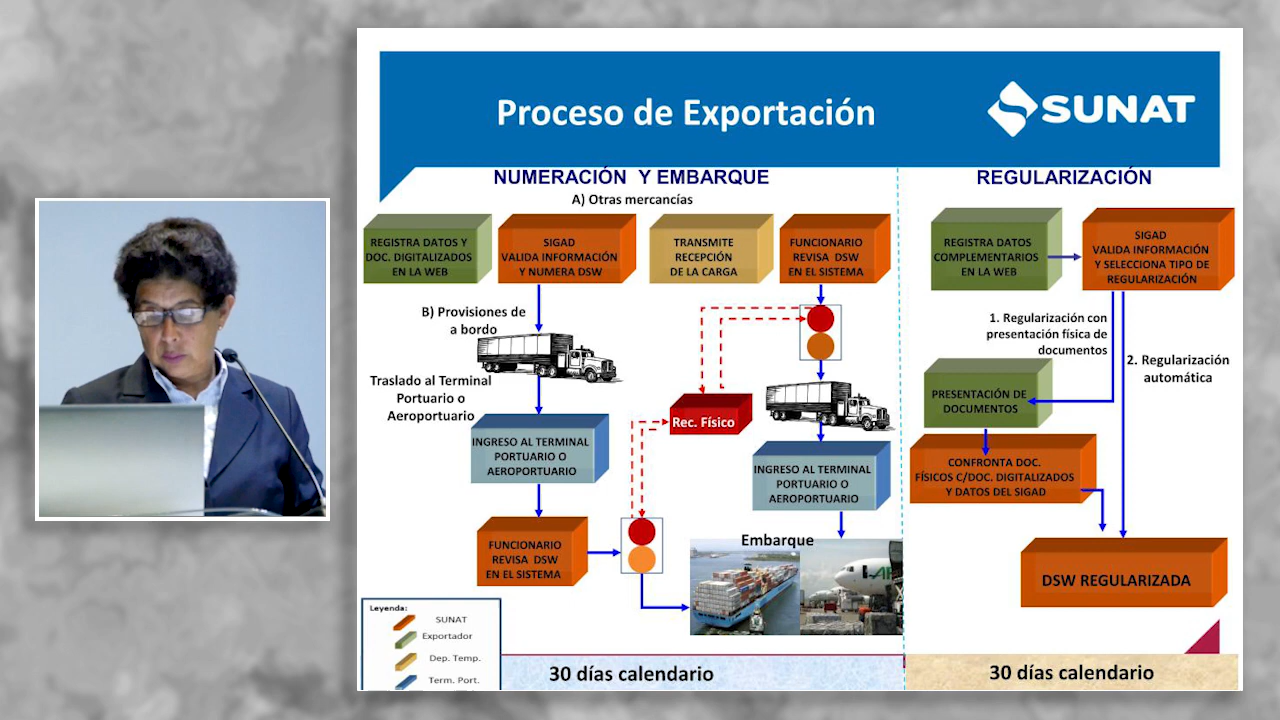 Proceso de Exportación
SUNAT
NUMERACIÓN Y EMBARQUE
A) Otras mercancías
REGISTRA DATOS Y
DOC. DIGITALIZADOS
EN LA WEB
SIGAD
VALIDA INFORMACIÓN
Y NUMERA DSW
TRANSMITE
RECEPCIÓN
DE LA CARGA
FUNCIONARIO
REVISA DSW
EN EL SISTEMA
B) Provisiones de
a bordo
Traslado al Terminal
Portuario o
Aeroportuario
INGRESO AL TERMINAL
PORTUARIO O
AEROPORTUARIO
FUNCIONARIO
REVISA DSW
EN EL SISTEMA
Rec. Físico
INGRESO AL TERMINAL
PORTUARIO O
AEROPORTUARIO
Embarque
Leyenda:
SUNAT
Exportador
Dep. Temp.
Term. Port.
30 días calendario
REGULARIZACIÓN
REGISTRA DATOS
COMPLEMENTARIOS
EN LA WEB
SIGAD
VALIDA INFORMACIÓN
Y SELECCIONA TIPO DE
REGULARIZACIÓN
1. Regularización con
presentación física de
documentos
2. Regularización
automática
PRESENTACIÓN DE
DOCUMENTOS
CONFRONTA DOC.
FÍSICOS C/DOC. DIGITALIZADOS
Y DATOS DEL SIGAD
DSW REGULARIZADA
30 días calendario